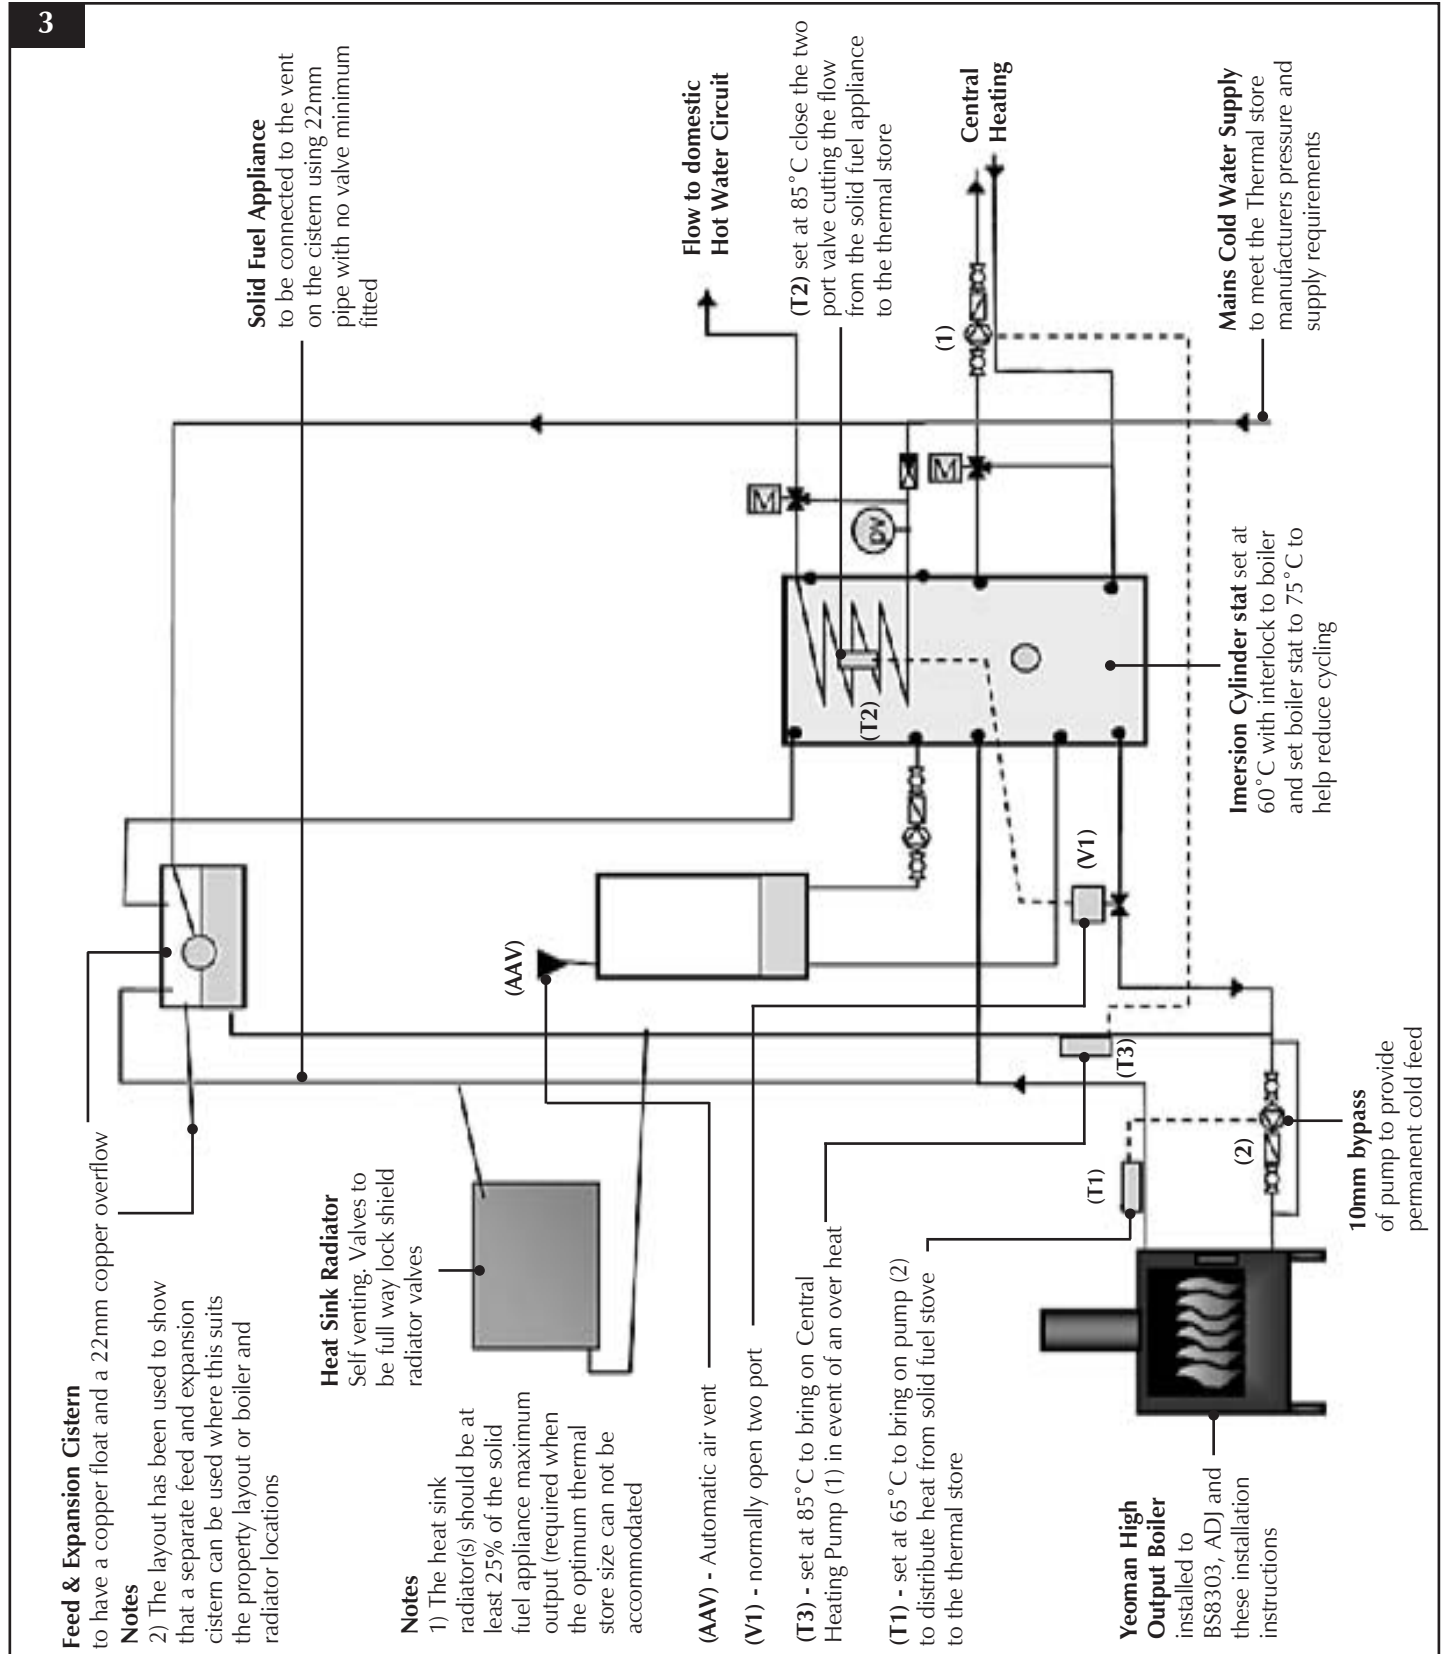 3
Feed & Expansion Cistern
to have a copper float and a 22mm copper overflow
Notes
2) The layout has been used to show
that a separate feed and expansion
cistern can be used where this suits
the property layout or boiler and
radiator locations
Solid Fuel Appliance
to be connected to the vent
on the cistern using 22mm
pipe with no valve minimum
fitted
Heat Sink Radiator
Self venting. Valves to
be full way lock shield
radiator valves
Notes
1) The heat sink
radiator(s) should be at
least 25% of the solid
fuel appliance maximum
output (required when
the optimum thermal
store size can not be
accommodated
(AAV)
(AAV) - Automatic air vent
(V1) - normally open two port
(T3) - set at 85°C to bring on Central
Heating Pump (1) in event of an over heat
(T1) - set at 65°C to bring on pump (2)
to distribute heat from solid fuel stove
to the thermal store
Flow to domestic
Hot Water Circuit
(T2) set at 85°C close the two
port valve cutting the flow
from the solid fuel appliance
to the thermal store
M
M
(T2)
(1)
Central
Heating
(V1)
(T3)
(T1)
(2)
Mains Cold Water Supply
to meet the Thermal store
manufacturers pressure and
supply requirements
Imersion Cylinder stat set at
60°C with interlock to boiler
and set boiler stat to 75°C to
help reduce cycling
10mm bypass
of pump to provide
permanent cold feed
Yeoman High
Output Boiler
installed to
BS8303, ADJ and
these installation
instructions